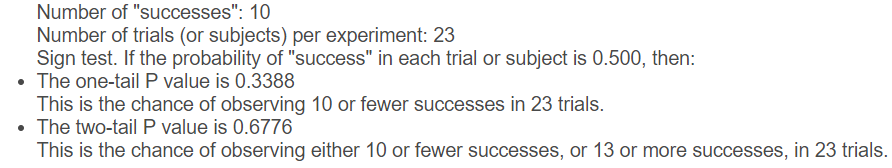 Number of "successes": 10
Number of trials (or subjects) per experiment: 23
Sign test. If the probability of "success" in each trial or subject is 0.500, then:
• The one-tail P value is 0.3388
This is the chance of observing 10 or fewer successes in 23 trials.
• The two-tail P value is 0.6776
This is the chance of observing either 10 or fewer successes, or 13 or more successes, in 23 trials.